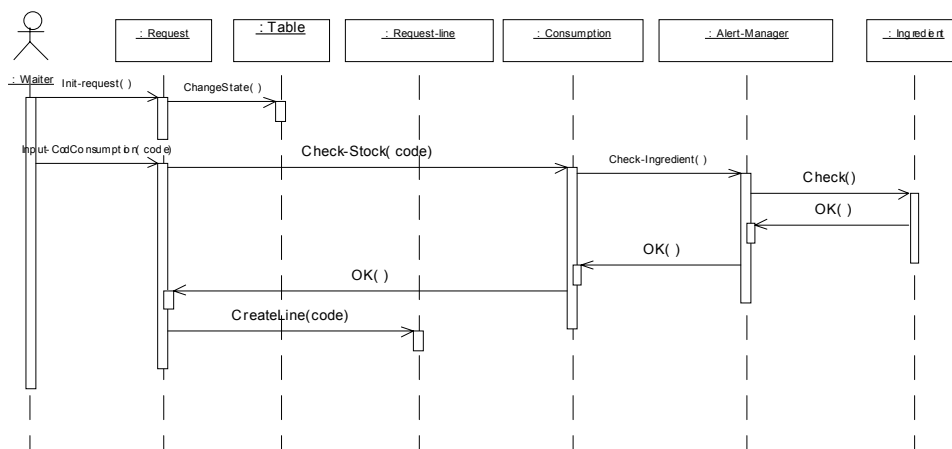 : Request
: Table
: Request-line
: Consumption
: Alert-Manager
: Ingredient
: Waiter
Init-request( )
ChangeState( )
Input-CodConsumption( code)
Check-Stock( code)
Check-Ingredient( )
Check()
OK( )
OK( )
OK( )
CreateLine(code)